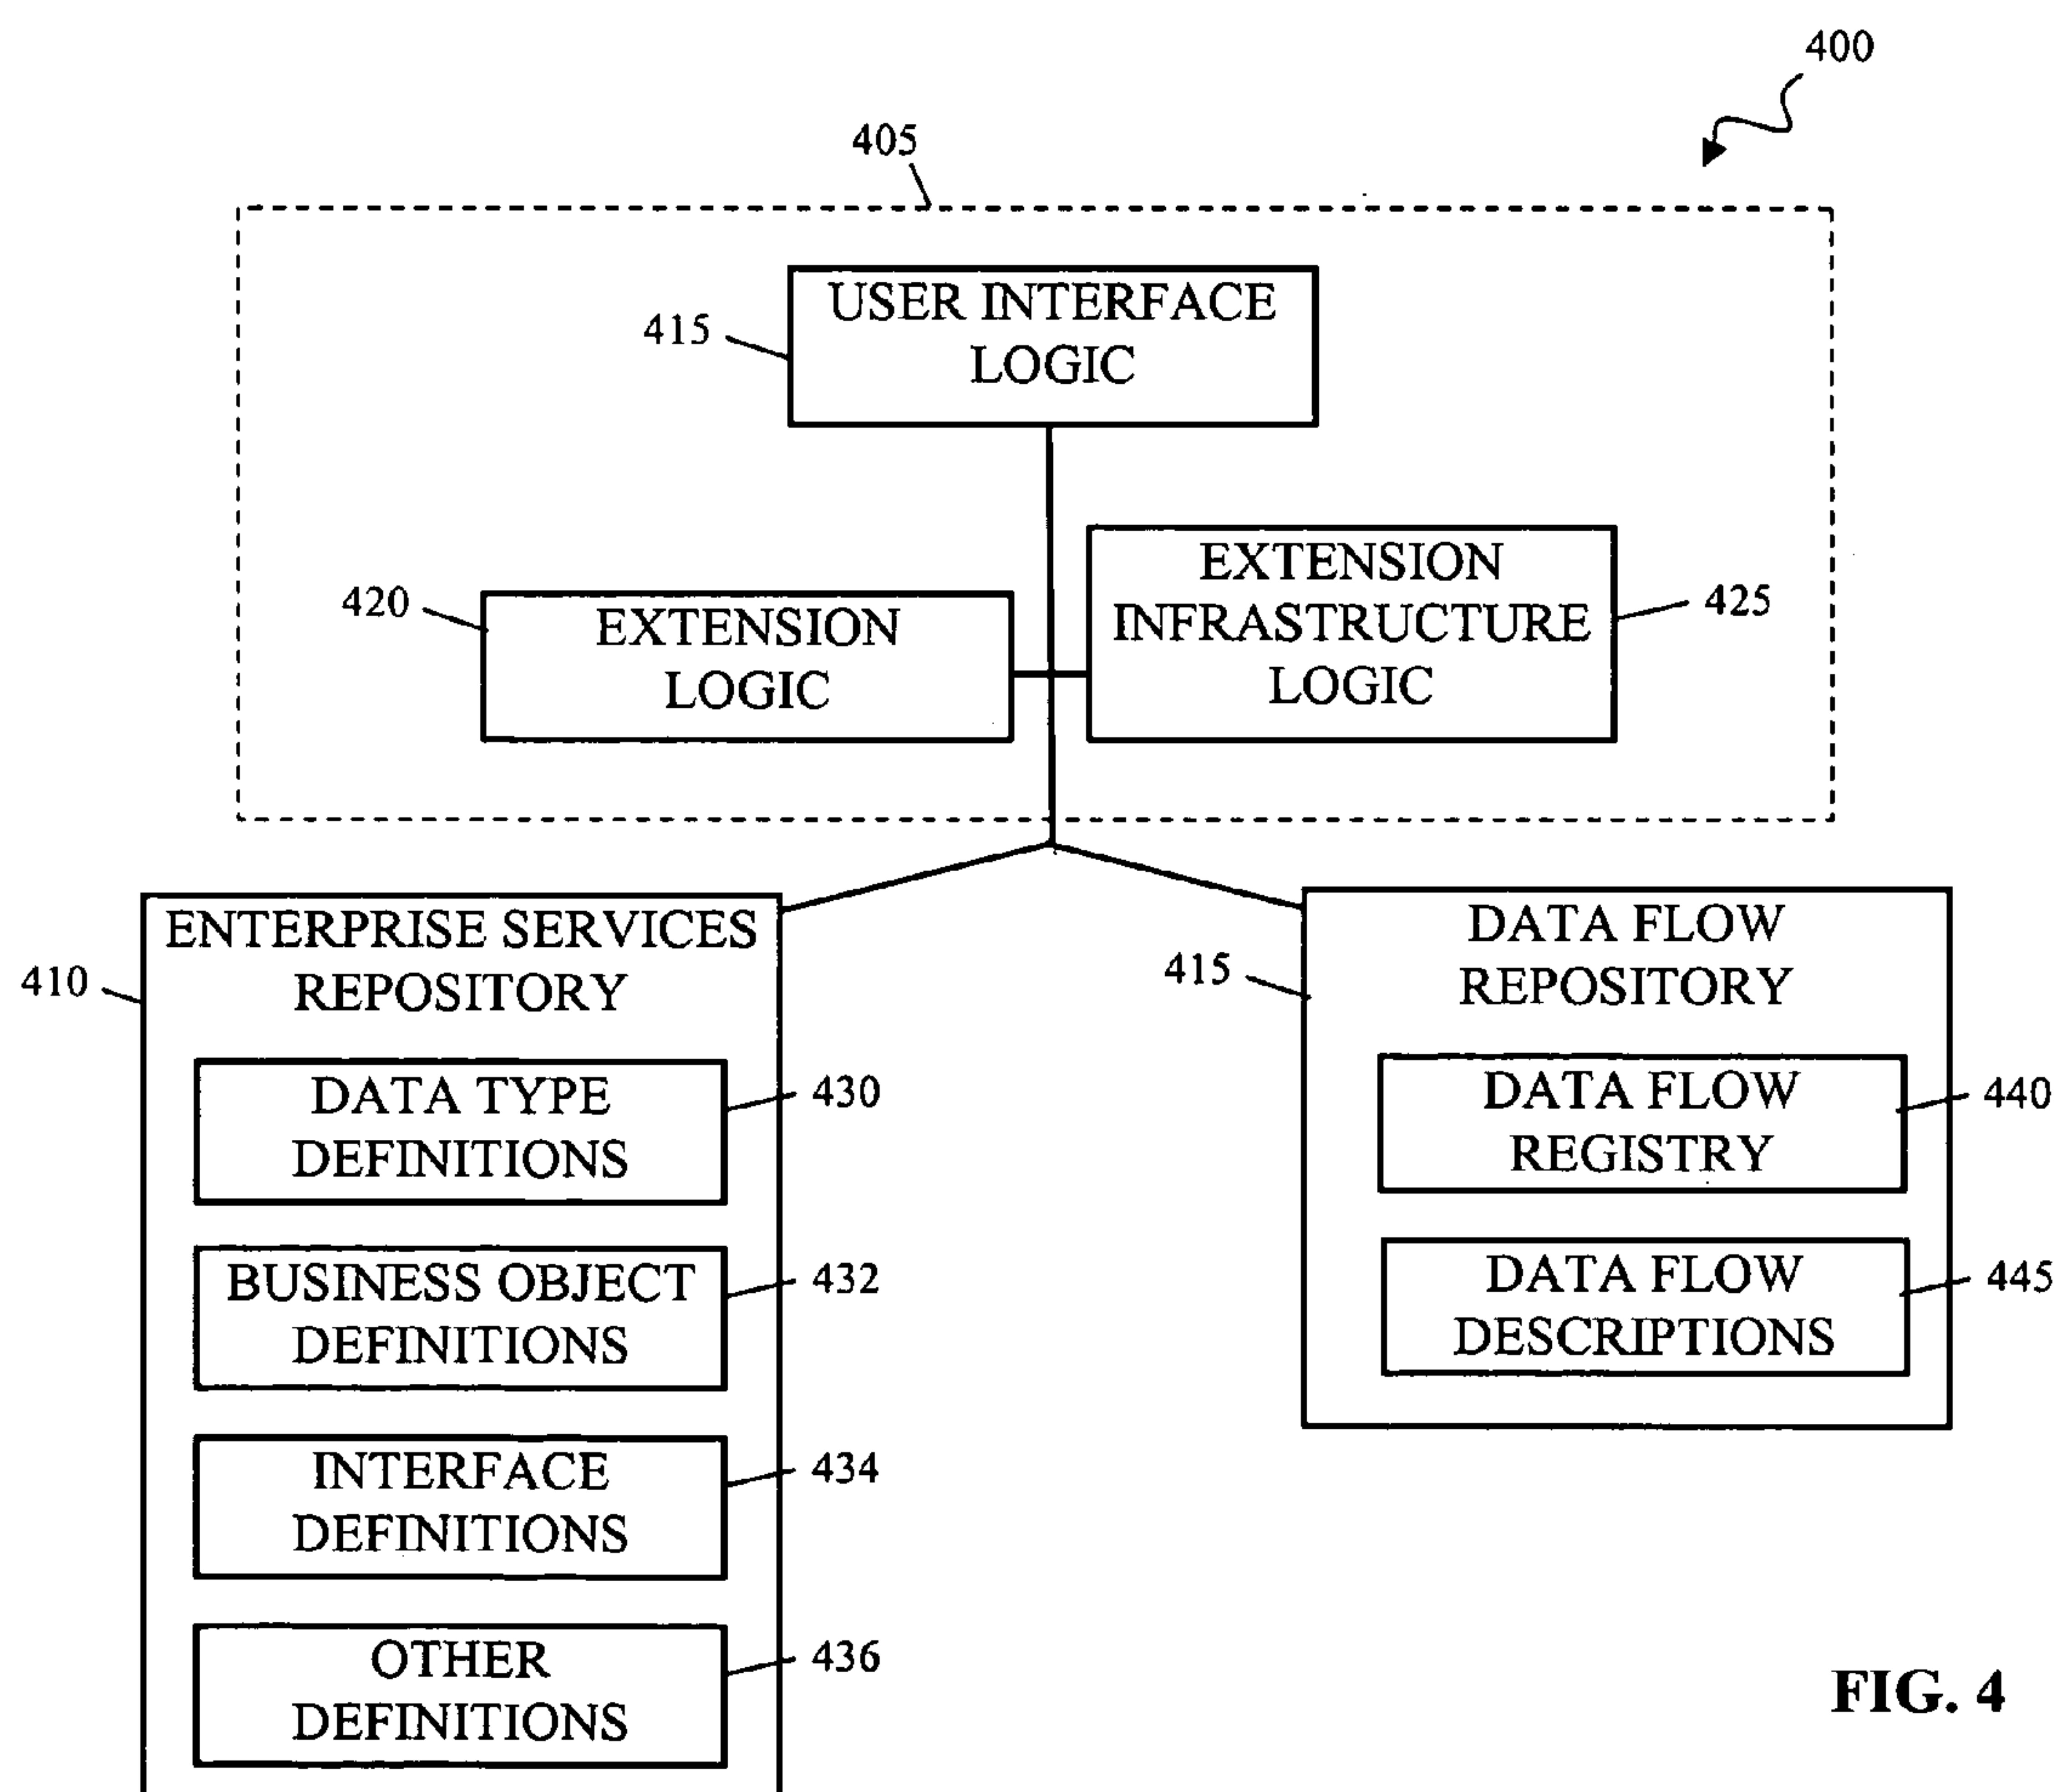 400
405
USER INTERFACE
LOGIC
415
EXTENSION
INFRASTRUCTURE
LOGIC
425
420
EXTENSION
LOGIC
ENTERPRISE SERVICES
REPOSITORY
410
DATA TYPE
DEFINITIONS
430
BUSINESS OBJECT
DEFINITIONS
432
INTERFACE
DEFINITIONS
434
OTHER
DEFINITIONS
436
DATA FLOW
REPOSITORY
415
DATA FLOW
REGISTRY
440
DATA FLOW
DESCRIPTIONS
445
FIG. 4